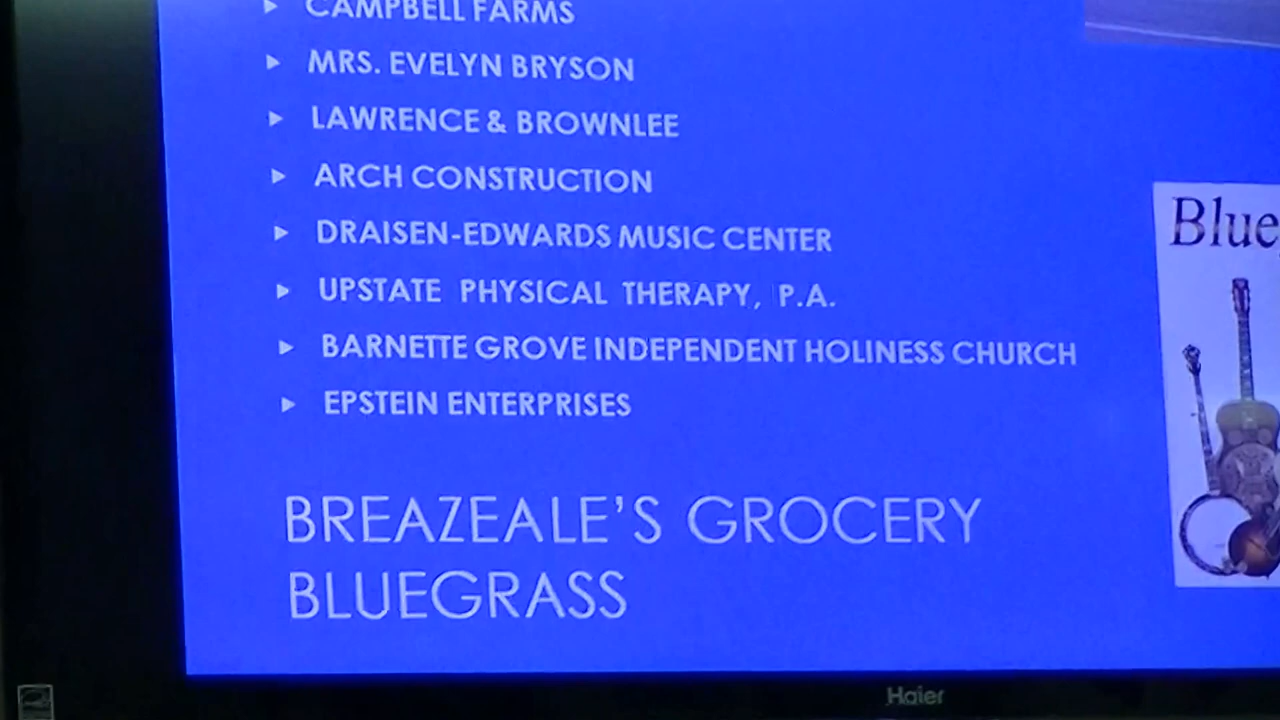 CAMPBELL FARMS
MRS. EVELYN BRYSON
LAWRENCE & BROWNLEE
ARCH CONSTRUCTION
DRAISEN-EDWARDS MUSIC CENTER
UPSTATE PHYSICAL THERAPY, P.A.
BARNETTE GROVE INDEPENDENT HOLINESS CHURCH
EPSTEIN ENTERPRISES
BREAZEALE'S GROCERY
BLUEGRASS
Blue
Haier